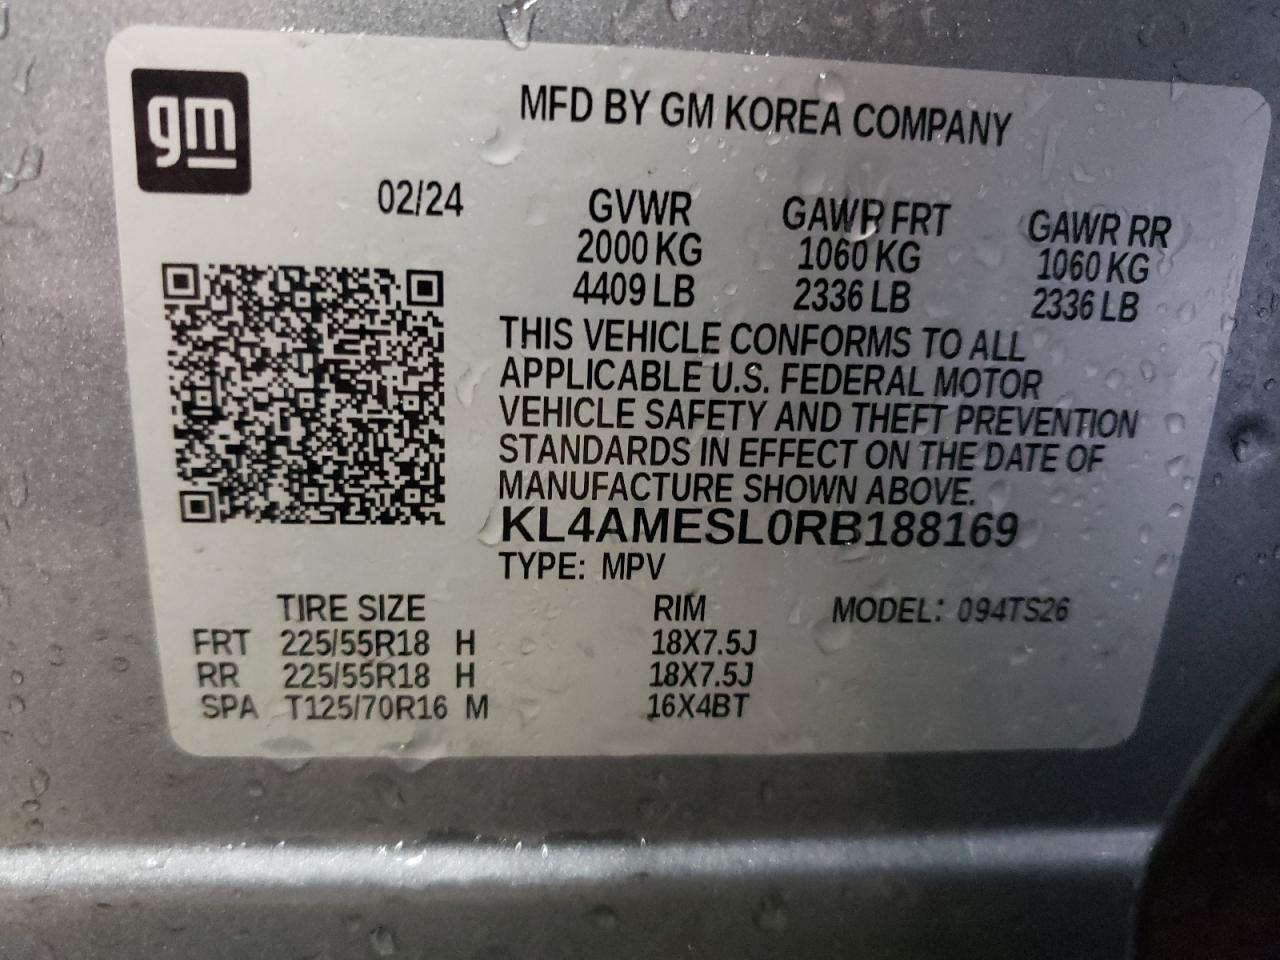 gm
MFD BY GM KOREA COMPANY
02/24 GVWR GAWR FRT GAWR RR
2000 KG 1060 KG 1060 KG
4409 LB 2336 LB 2336 LB
THIS VEHICLE CONFORMS TO ALL
APPLICABLE U.S. FEDERAL MOTOR
VEHICLE SAFETY AND THEFT PREVENTION
STANDARDS IN EFFECT ON THE DATE OF
MANUFACTURE SHOWN ABOVE.
KL4AMESL0RB188169
TYPE: MPV
TIRE SIZE RIM MODEL: 094TS26
FRT 225/55R18 H 18X7.5J
RR 225/55R18 H 18X7.5J
SPA T125/70R16 M 16X4BT